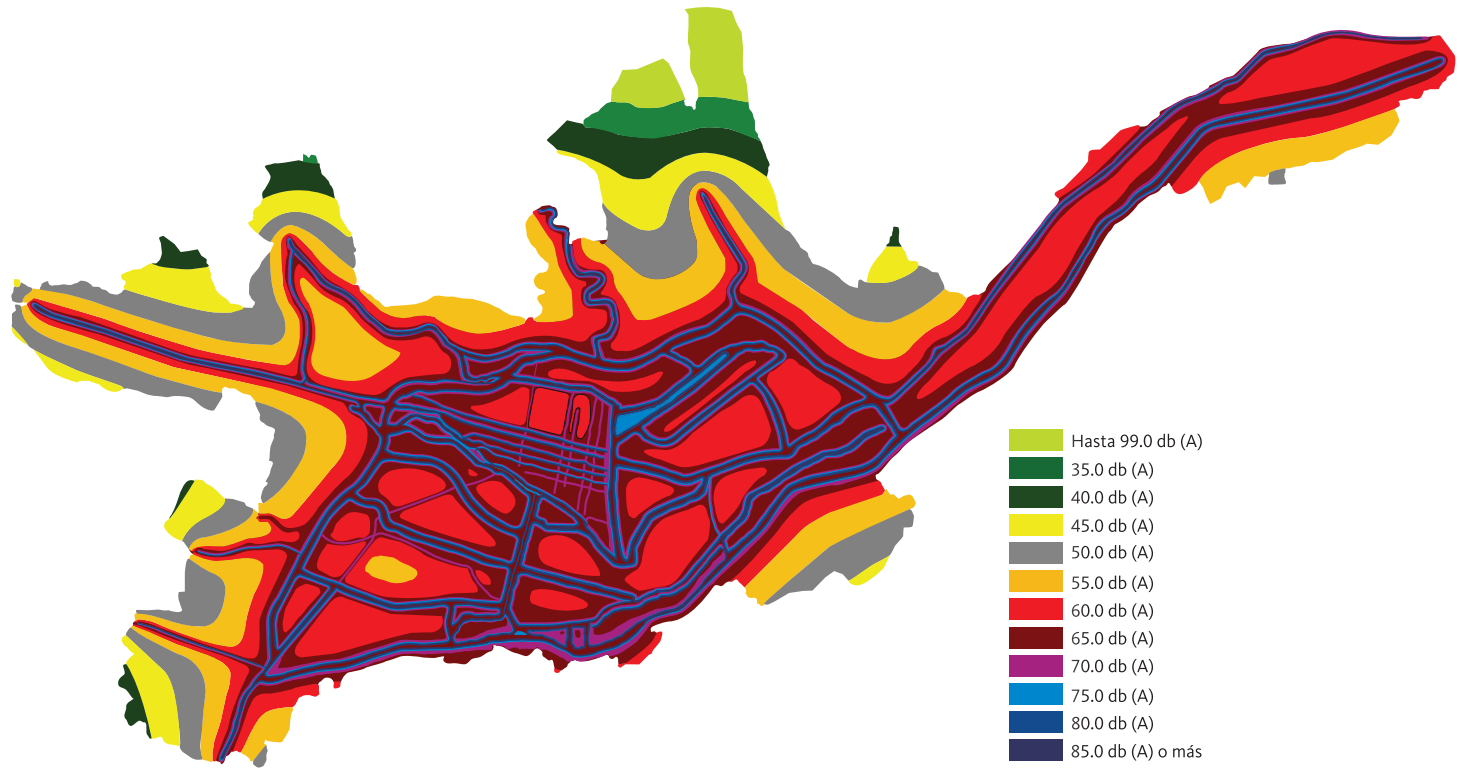 Hasta 99.0 db (A)
35.0 db (A)
40.0 db (A)
45.0 db (A)
50.0 db (A)
55.0 db (A)
60.0 db (A)
65.0 db (A)
70.0 db (A)
75.0 db (A)
80.0 db (A)
85.0 db (A) o más